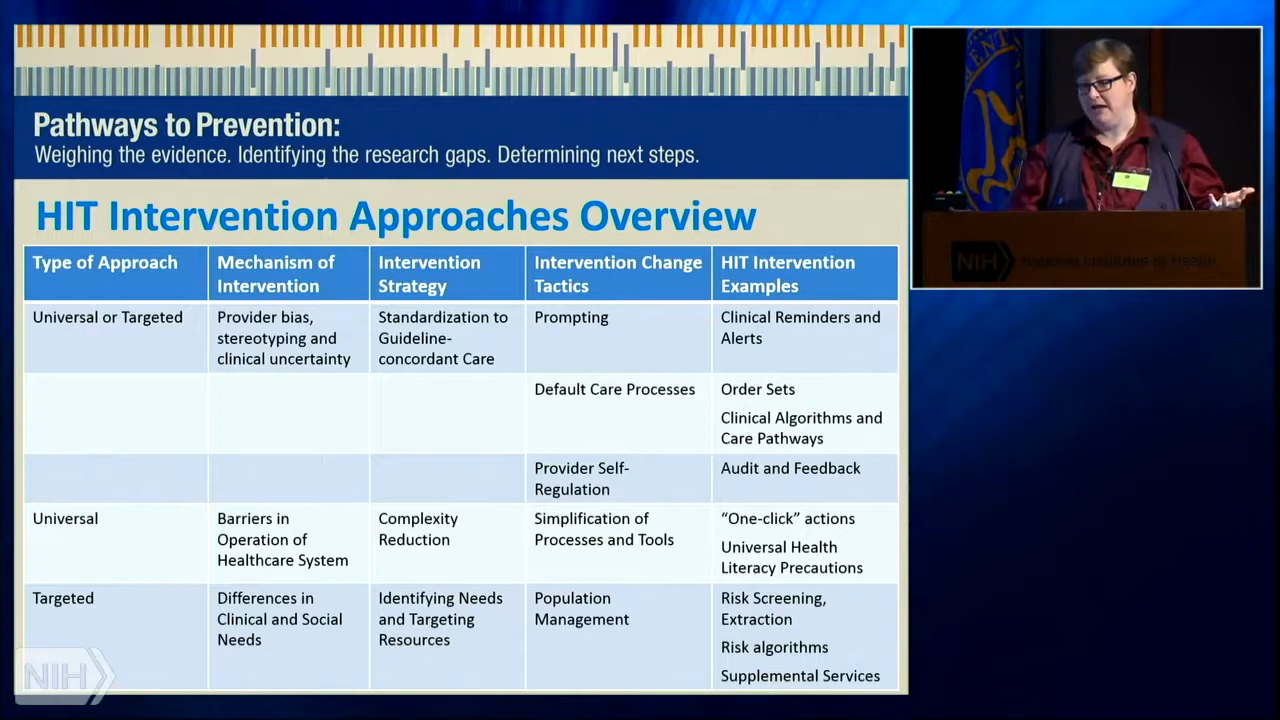 Pathways to Prevention:
Weighing the evidence. Identifying the research gaps. Determining next steps.
HIT Intervention Approaches Overview
Type of Approach
Mechanism of
Intervention
Intervention
Strategy
Intervention Change
Tactics
HIT Intervention
Examples
Universal or Targeted
Provider bias,
stereotyping and
clinical uncertainty
Standardization to
Guideline-
concordant Care
Prompting
Clinical Reminders and
Alerts
Default Care Processes
Order Sets
Clinical Algorithms and
Care Pathways
Provider Self-
Regulation
Audit and Feedback
Universal
Barriers in
Operation of
Healthcare System
Complexity
Reduction
Simplification of
Processes and Tools
“One-click” actions
Universal Health
Literacy Precautions
Targeted
Differences in
Clinical and Social
Needs
Identifying Needs
and Targeting
Resources
Population
Management
Risk Screening,
Extraction
Risk algorithms
Supplemental Services
NIH
NIH National Institutes of Health